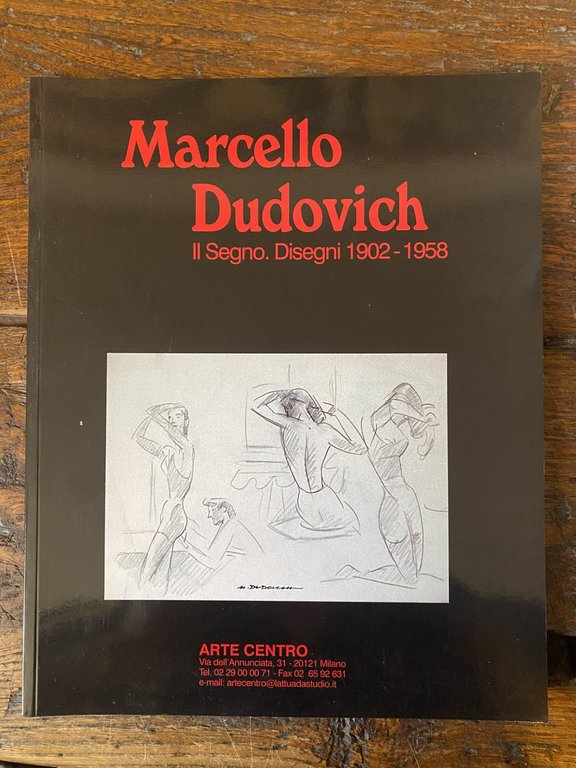 Marcello
Dudovich
Il Segno. Disegni 1902 - 1958
M. DUDOVICH
ARTE CENTRO
Via dell'Annunciata, 31 - 20121 Milano
Tel. 02 29 00 00 71 - Fax 02 65 92 631
e-mail: artecentro@lattuadastudio.it